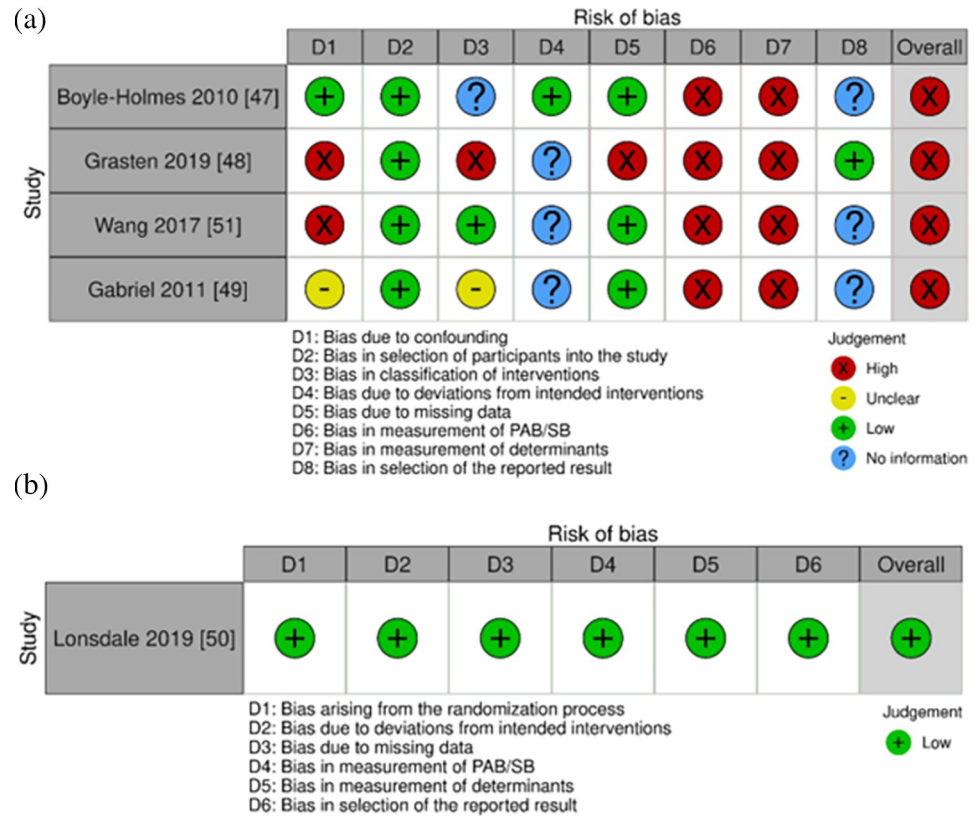 (a)
Risk of bias
D1 D2 D3 D4 D5 D6 D7 D8 Overall
Study
Boyle-Holmes 2010 [47] + + ? + + X X ? X
Grasten 2019 [48] X + X ? X X X + X
Wang 2017 [51] X + + ? + X X ? X
Gabriel 2011 [49] - + - ? + X X ? X
D1: Bias due to confounding
D2: Bias in selection of participants into the study
D3: Bias in classification of interventions
D4: Bias due to deviations from intended interventions
D5: Bias due to missing data
D6: Bias in measurement of PAB/SB
D7: Bias in measurement of determinants
D8: Bias in selection of the reported result
Judgement
X High
- Unclear
+ Low
? No information
(b)
Risk of bias
D1 D2 D3 D4 D5 D6 Overall
Study
Lonsdale 2019 [50] + + + + + + +
D1: Bias arising from the randomization process
D2: Bias due to deviations from intended interventions
D3: Bias due to missing data
D4: Bias in measurement of PAB/SB
D5: Bias in measurement of determinants
D6: Bias in selection of the reported result
Judgement
+ Low